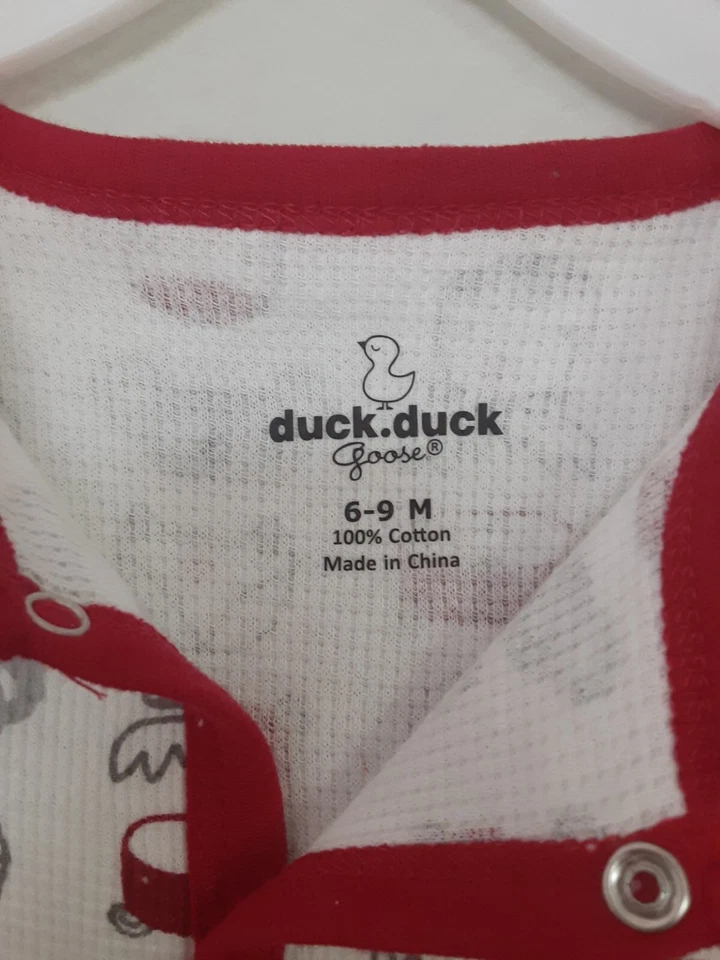 duck.duck
goose®
6-9 M
100% Cotton
Made in China